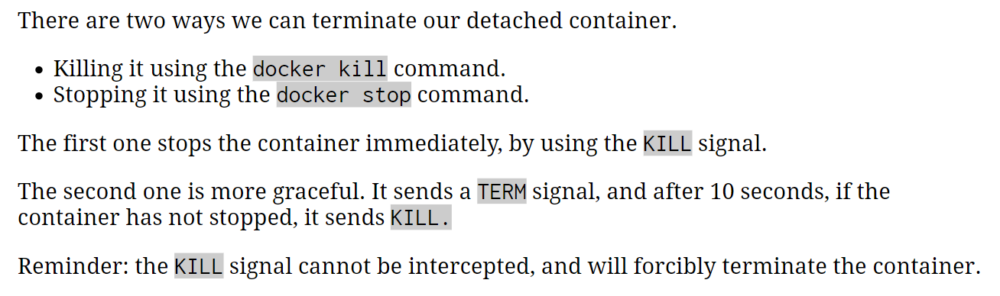 There are two ways we can terminate our detached container.
• Killing it using the docker kill command.
• Stopping it using the docker stop command.
The first one stops the container immediately, by using the KILL signal.
The second one is more graceful. It sends a TERM signal, and after 10 seconds, if the
container has not stopped, it sends KILL.
Reminder: the KILL signal cannot be intercepted, and will forcibly terminate the container.